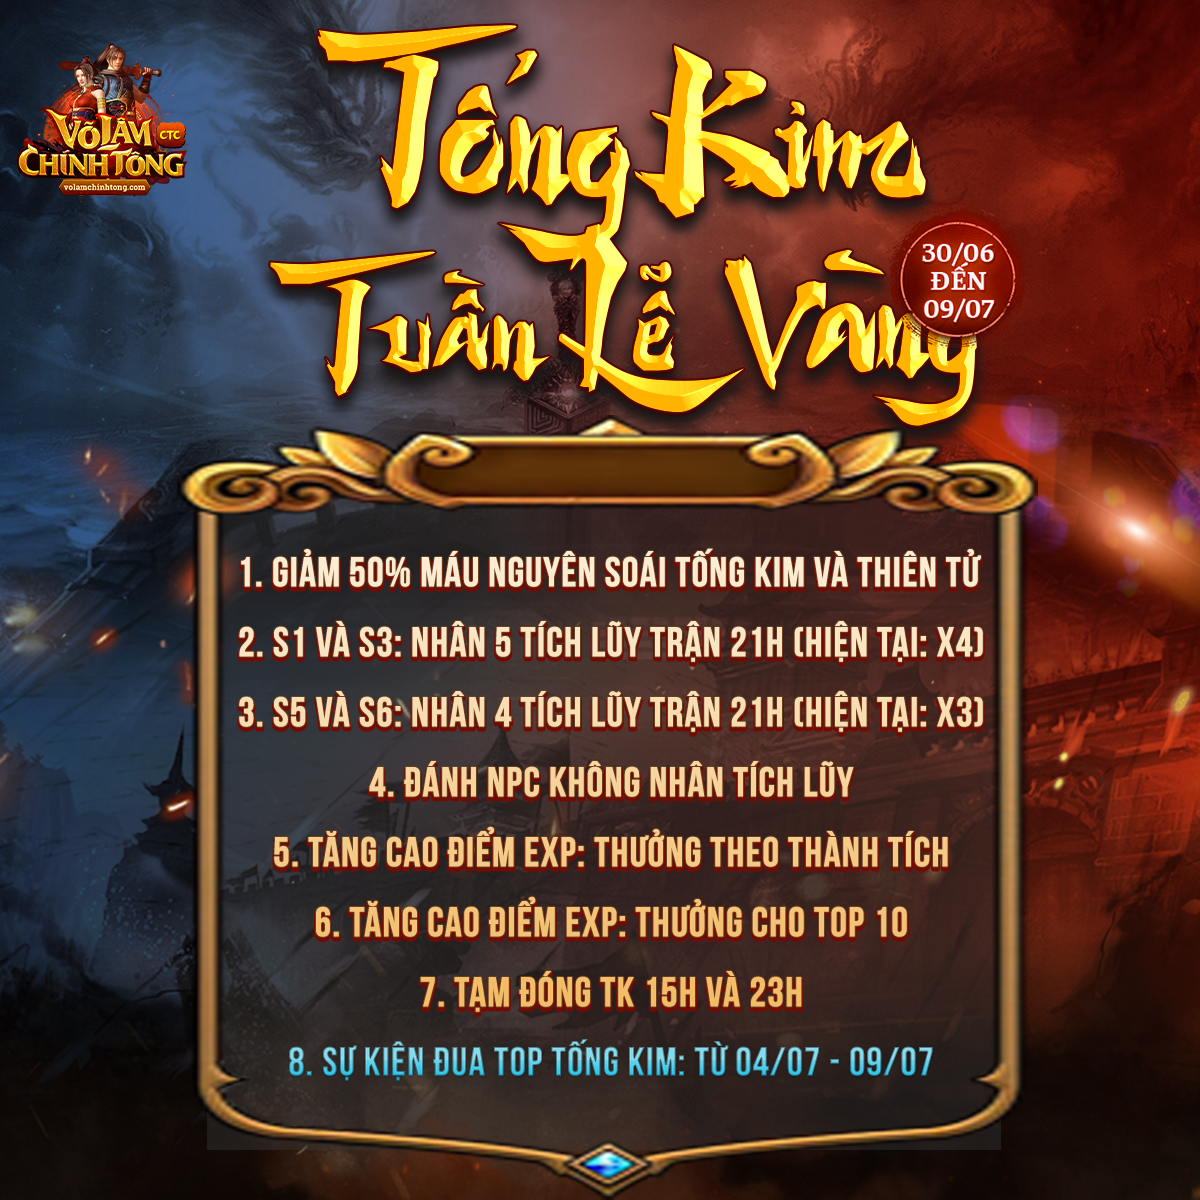 VÕ LÂM CTC
CHÍNH TÔNG
volamchinhtong.com
Tống Kim
Tuần Lễ Vàng
30/06
ĐẾN
09/07
1. GIẢM 50% MÁU NGUYÊN SOÁI TỐNG KIM VÀ THIÊN TỬ
2. S1 VÀ S3: NHÂN 5 TÍCH LŨY TRẬN 21H (HIỆN TẠI: X4)
3. S5 VÀ S6: NHÂN 4 TÍCH LŨY TRẬN 21H (HIỆN TẠI: X3)
4. ĐÁNH NPC KHÔNG NHÂN TÍCH LŨY
5. TĂNG CAO ĐIỂM EXP: THƯỞNG THEO THÀNH TÍCH
6. TĂNG CAO ĐIỂM EXP: THƯỞNG CHO TOP 10
7. TẠM ĐÓNG TK 15H VÀ 23H
8. SỰ KIỆN ĐUA TOP TỐNG KIM: TỪ 04/07 - 09/07